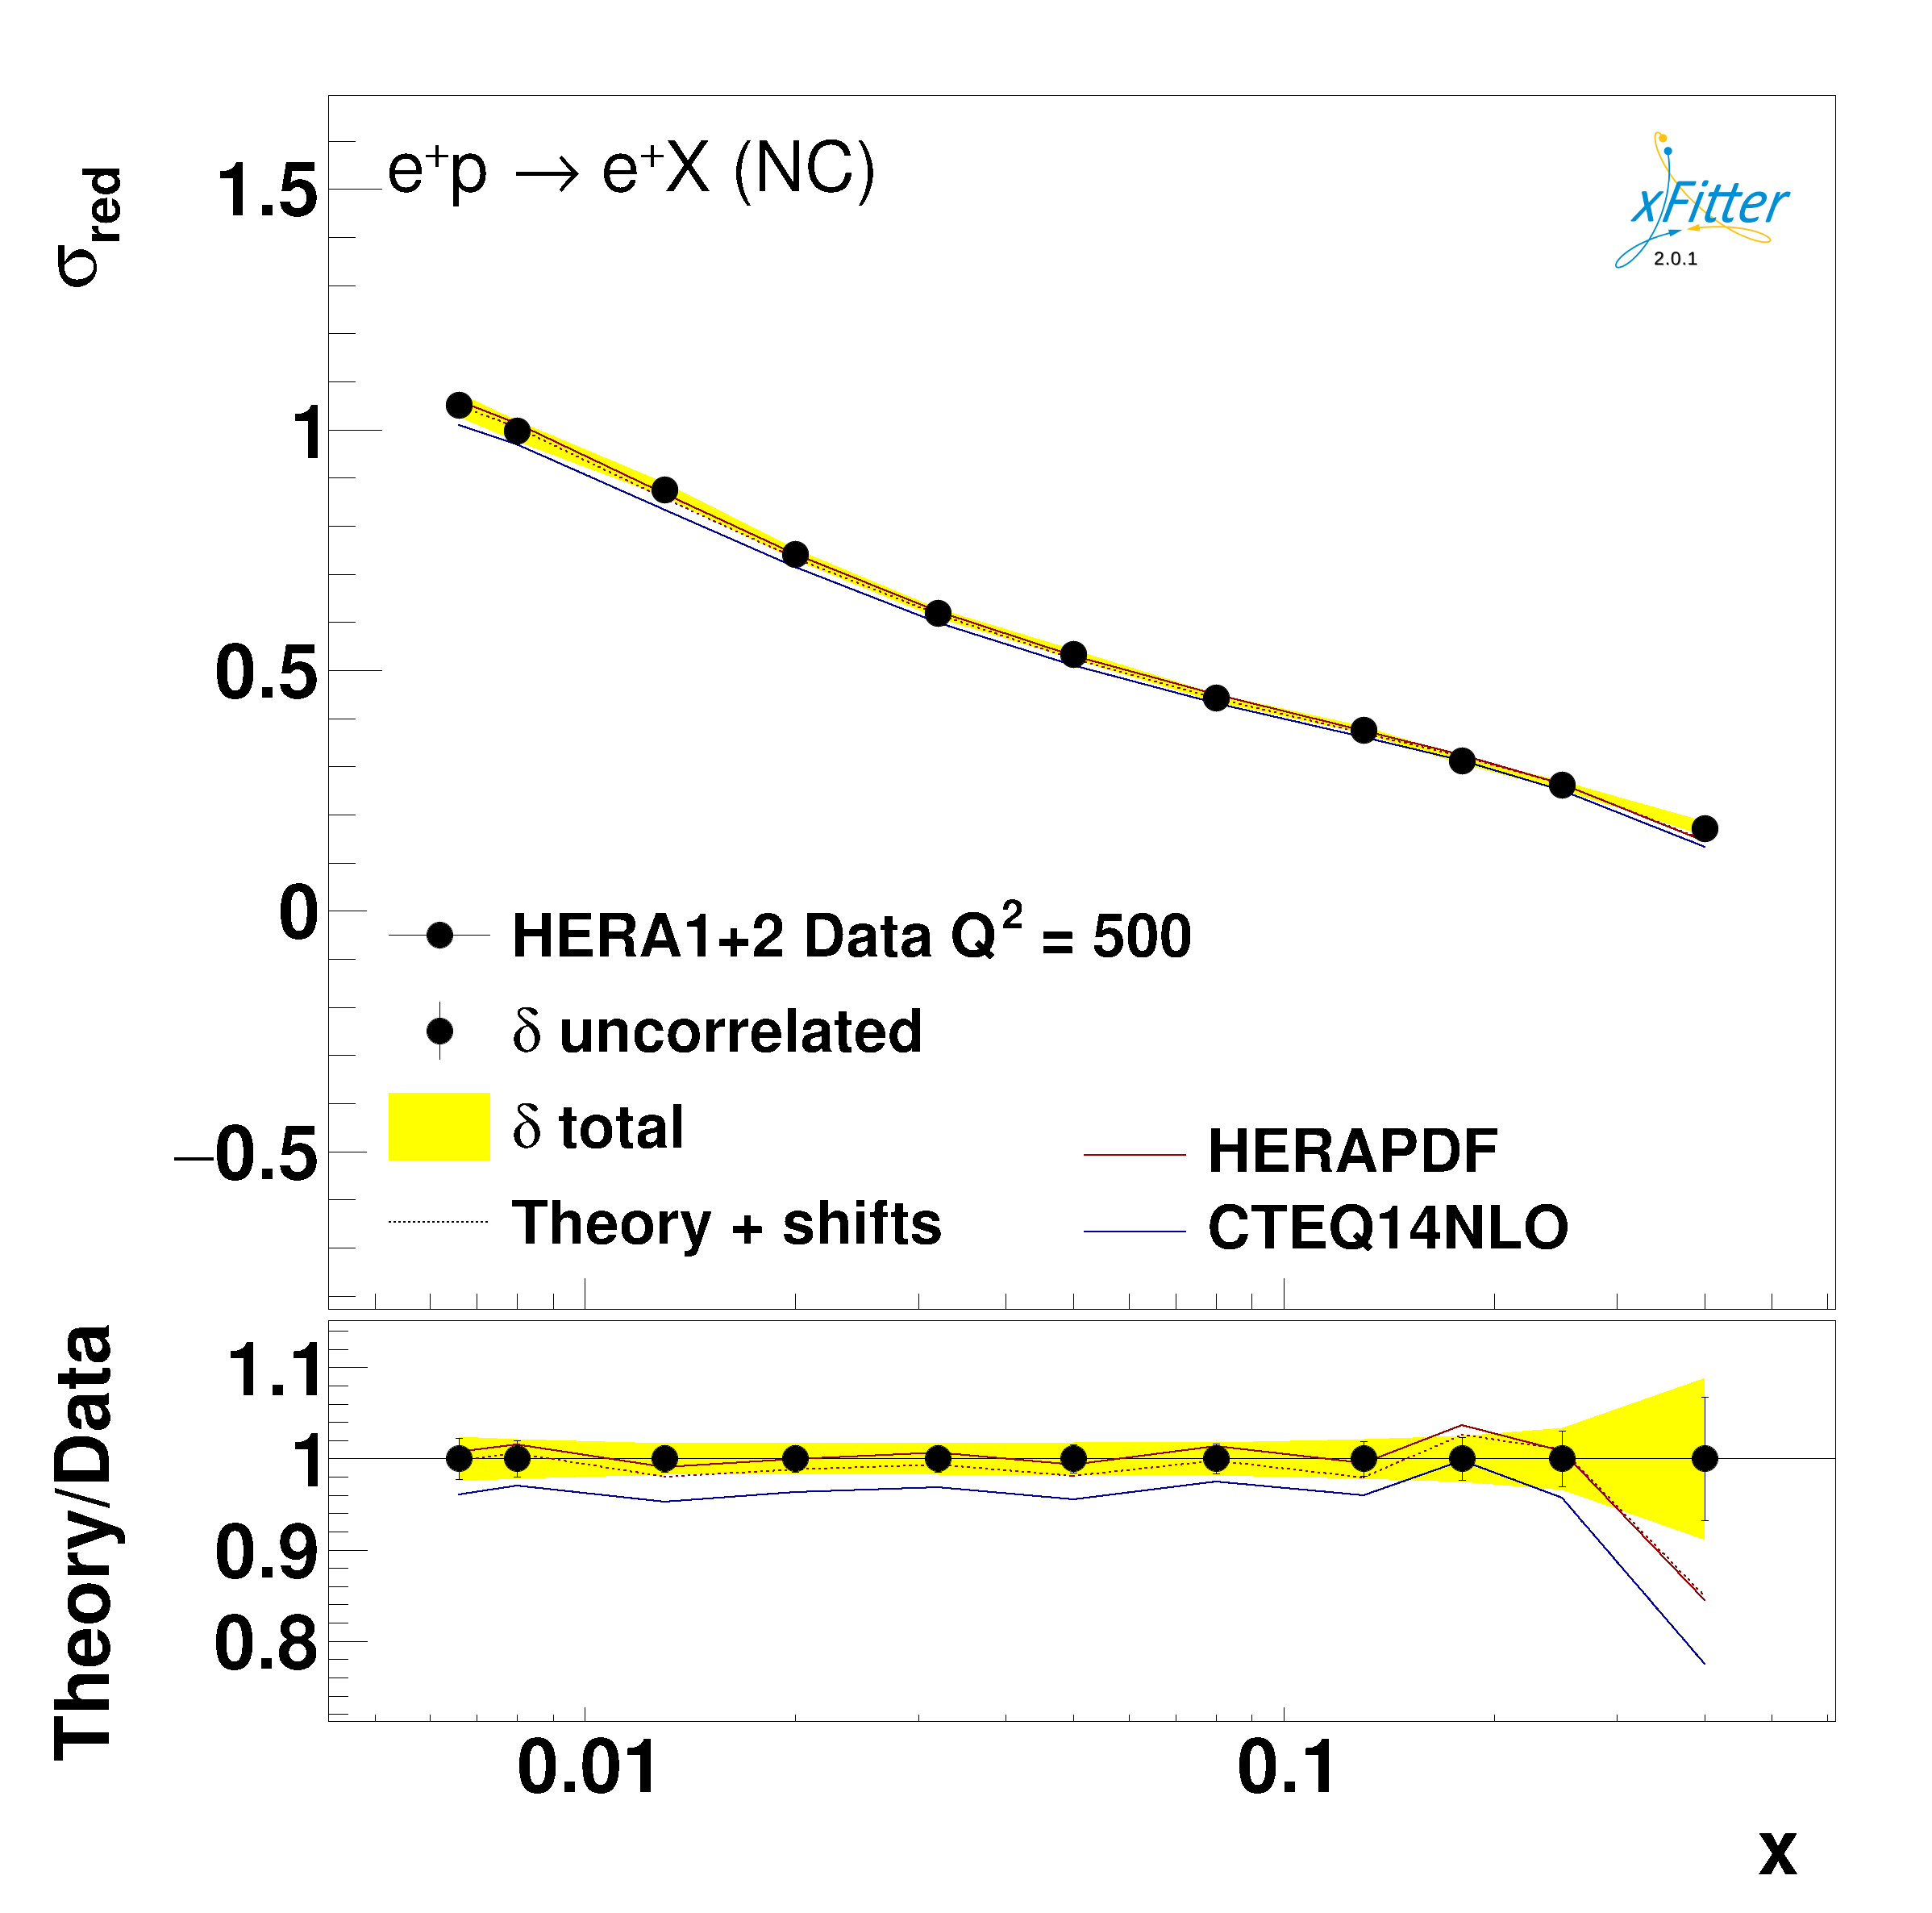 e⁺p → e⁺X (NC)
xFitter
2.0.1
σred
1.5
1
0.5
0
−0.5
HERA1+2 Data Q² = 500
δ uncorrelated
δ total
Theory + shifts
HERAPDF
CTEQ14NLO
Theory/Data
1.1
1
0.9
0.8
0.01
0.1
x